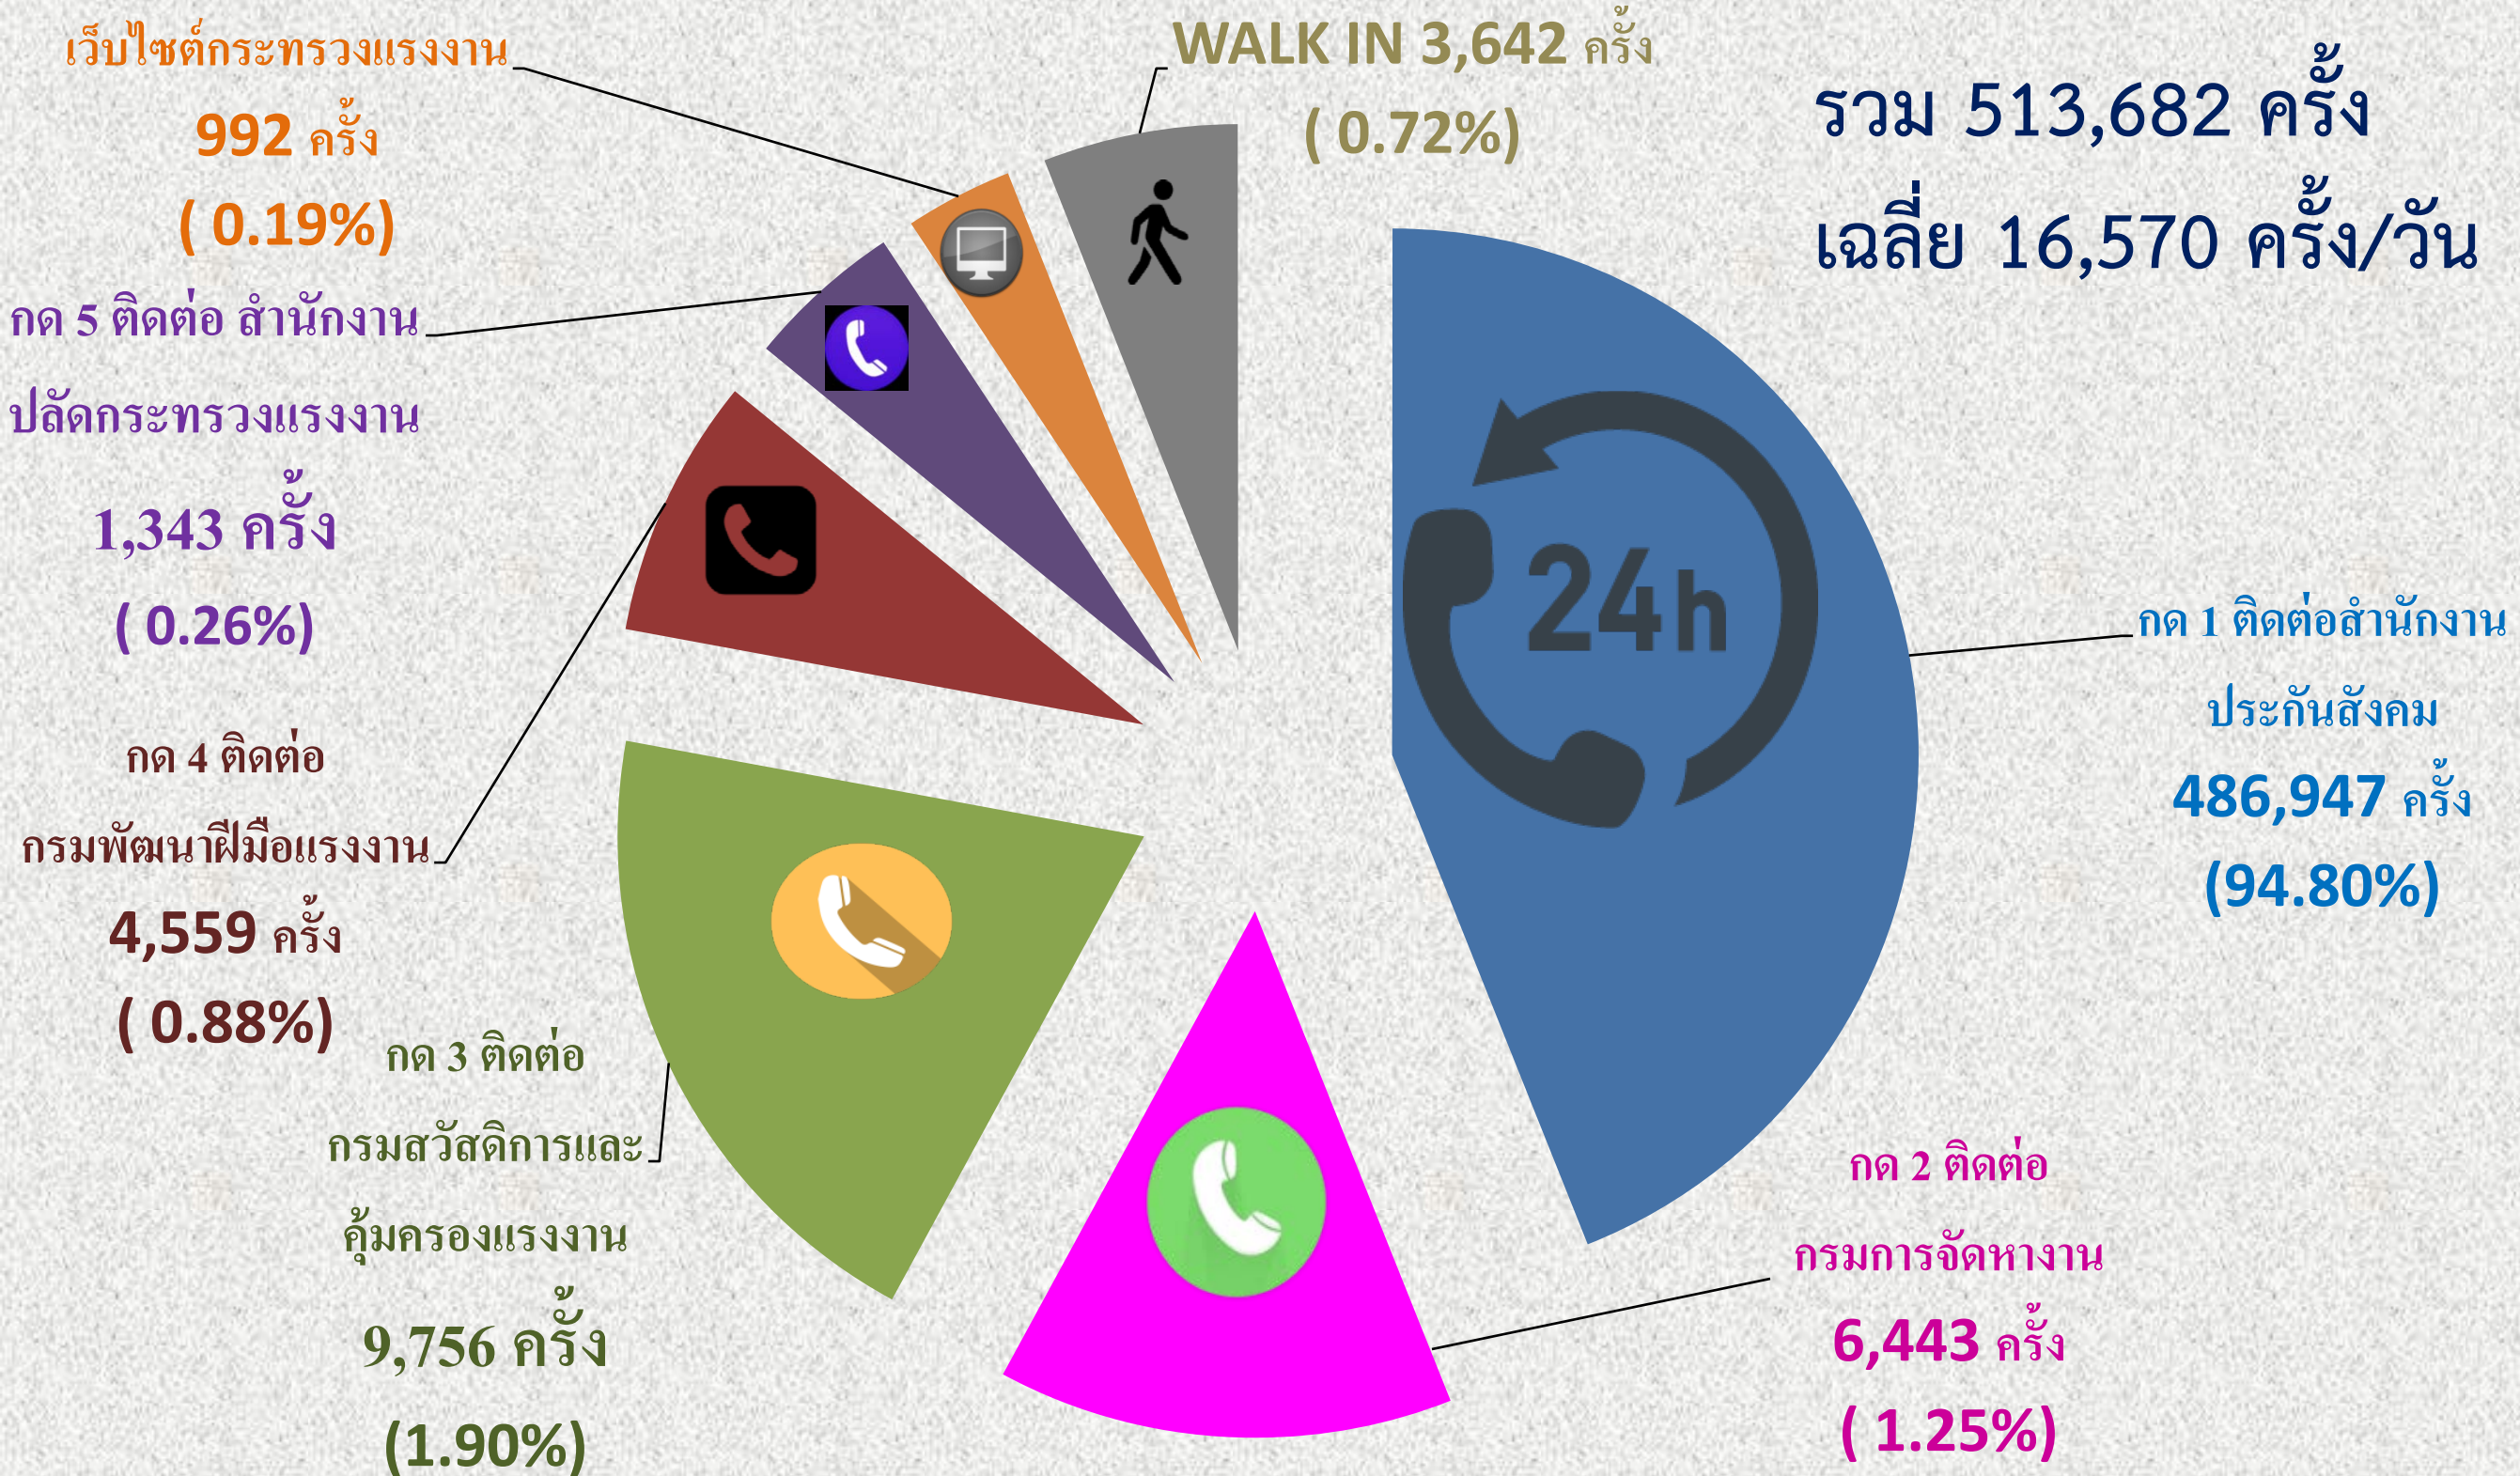 เว็บไซต์กระทรวงแรงงาน
992 ครั้ง
( 0.19%)
WALK IN 3,642 ครั้ง
( 0.72%)
รวม 513,682 ครั้ง
เฉลี่ย 16,570 ครั้ง/วัน
กด 5 ติดต่อ สำนักงาน
ปลัดกระทรวงแรงงาน
1,343 ครั้ง
( 0.26%)
24h
กด 1 ติดต่อสำนักงาน
ประกันสังคม
486,947 ครั้ง
(94.80%)
กด 4 ติดต่อ
กรมพัฒนาฝีมือแรงงาน
4,559 ครั้ง
( 0.88%)
กด 3 ติดต่อ
กรมสวัสดิการและ
คุ้มครองแรงงาน
9,756 ครั้ง
(1.90%)
กด 2 ติดต่อ
กรมการจัดหางาน
6,443 ครั้ง
( 1.25%)